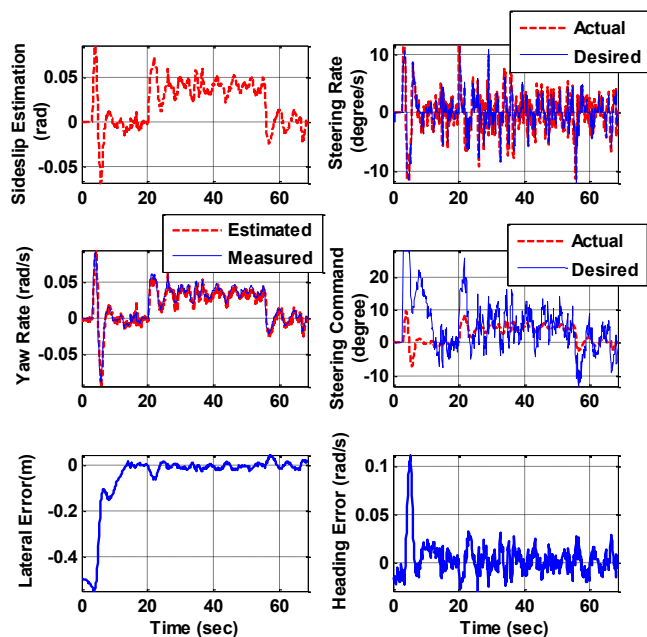 Sideslip Estimation
(rad)
0.05
0
-0.05
0 20 40 60
Steering Rate
(degree/s)
10
0
-10
0 20 40 60
Actual
Desired
Yaw Rate (rad/s)
0.05
0
-0.05
0 20 40 60
Estimated
Measured
Steering Command
(degree)
20
10
0
-10
0 20 40 60
Actual
Desired
Lateral Error(m)
0
-0.2
-0.4
0 20 40 60
Time (sec)
Heading Error (rad/s)
0.1
0.05
0
0 20 40 60
Time (sec)